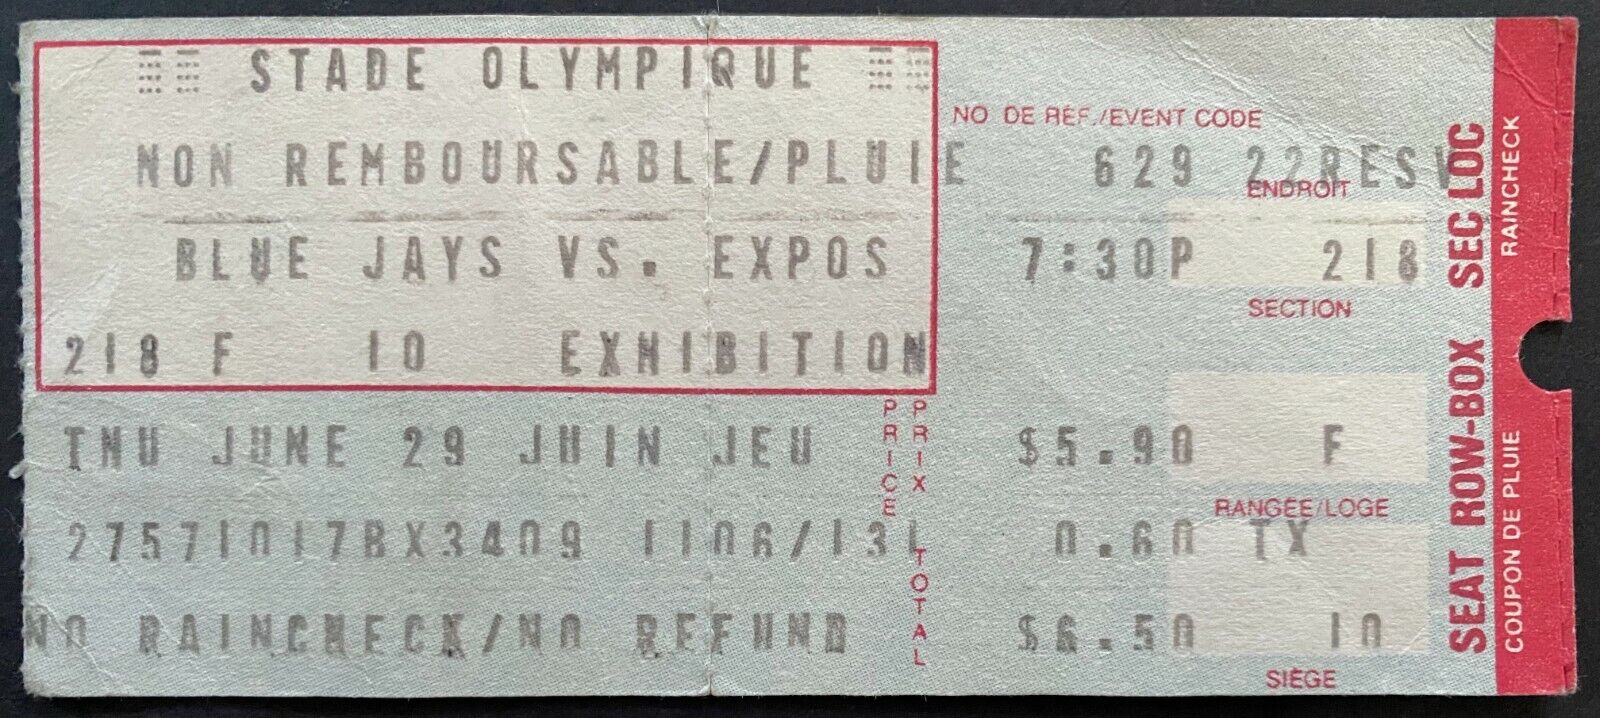 STADE OLYMPIQUE
NO DE RÉF./EVENT CODE
NON REMBOURSABLE/PLUIE 629 22RESV
ENDROIT
BLUE JAYS VS. EXPOS 7:30P 218
SECTION
218 F 10 EXHIBITION
PRICE
PRIX TOTAL
THU JUNE 29 JUIN JEU $5.90 F
RANGÉE/LOGE
27571017BX3409 1106/131 0.60 TX
NO RAINCHECK/NO REFUND $6.50 10
SIÈGE
SEAT ROW-BOX SEC LOC
COUPON DE PLUIE RAINCHECK